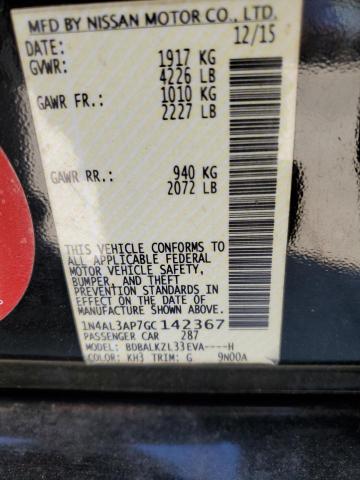 MFD BY NISSAN MOTOR CO., LTD.
DATE: 12/15
GVWR: 1917 KG
4226 LB
GAWR FR: 1010 KG
2227 LB
GAWR RR: 940 KG
2072 LB
THIS VEHICLE CONFORMS TO
ALL APPLICABLE FEDERAL
MOTOR VEHICLE SAFETY,
BUMPER, AND THEFT
PREVENTION STANDARDS
IN EFFECT ON THE DATE OF
MANUFACTURE SHOWN ABOVE.
1N4AL3AP7GC142367
PASSENGER CAR 287
MODEL: BDBALKZL33EVA----H
COLOR: KH3 TRIM: G 9N00A